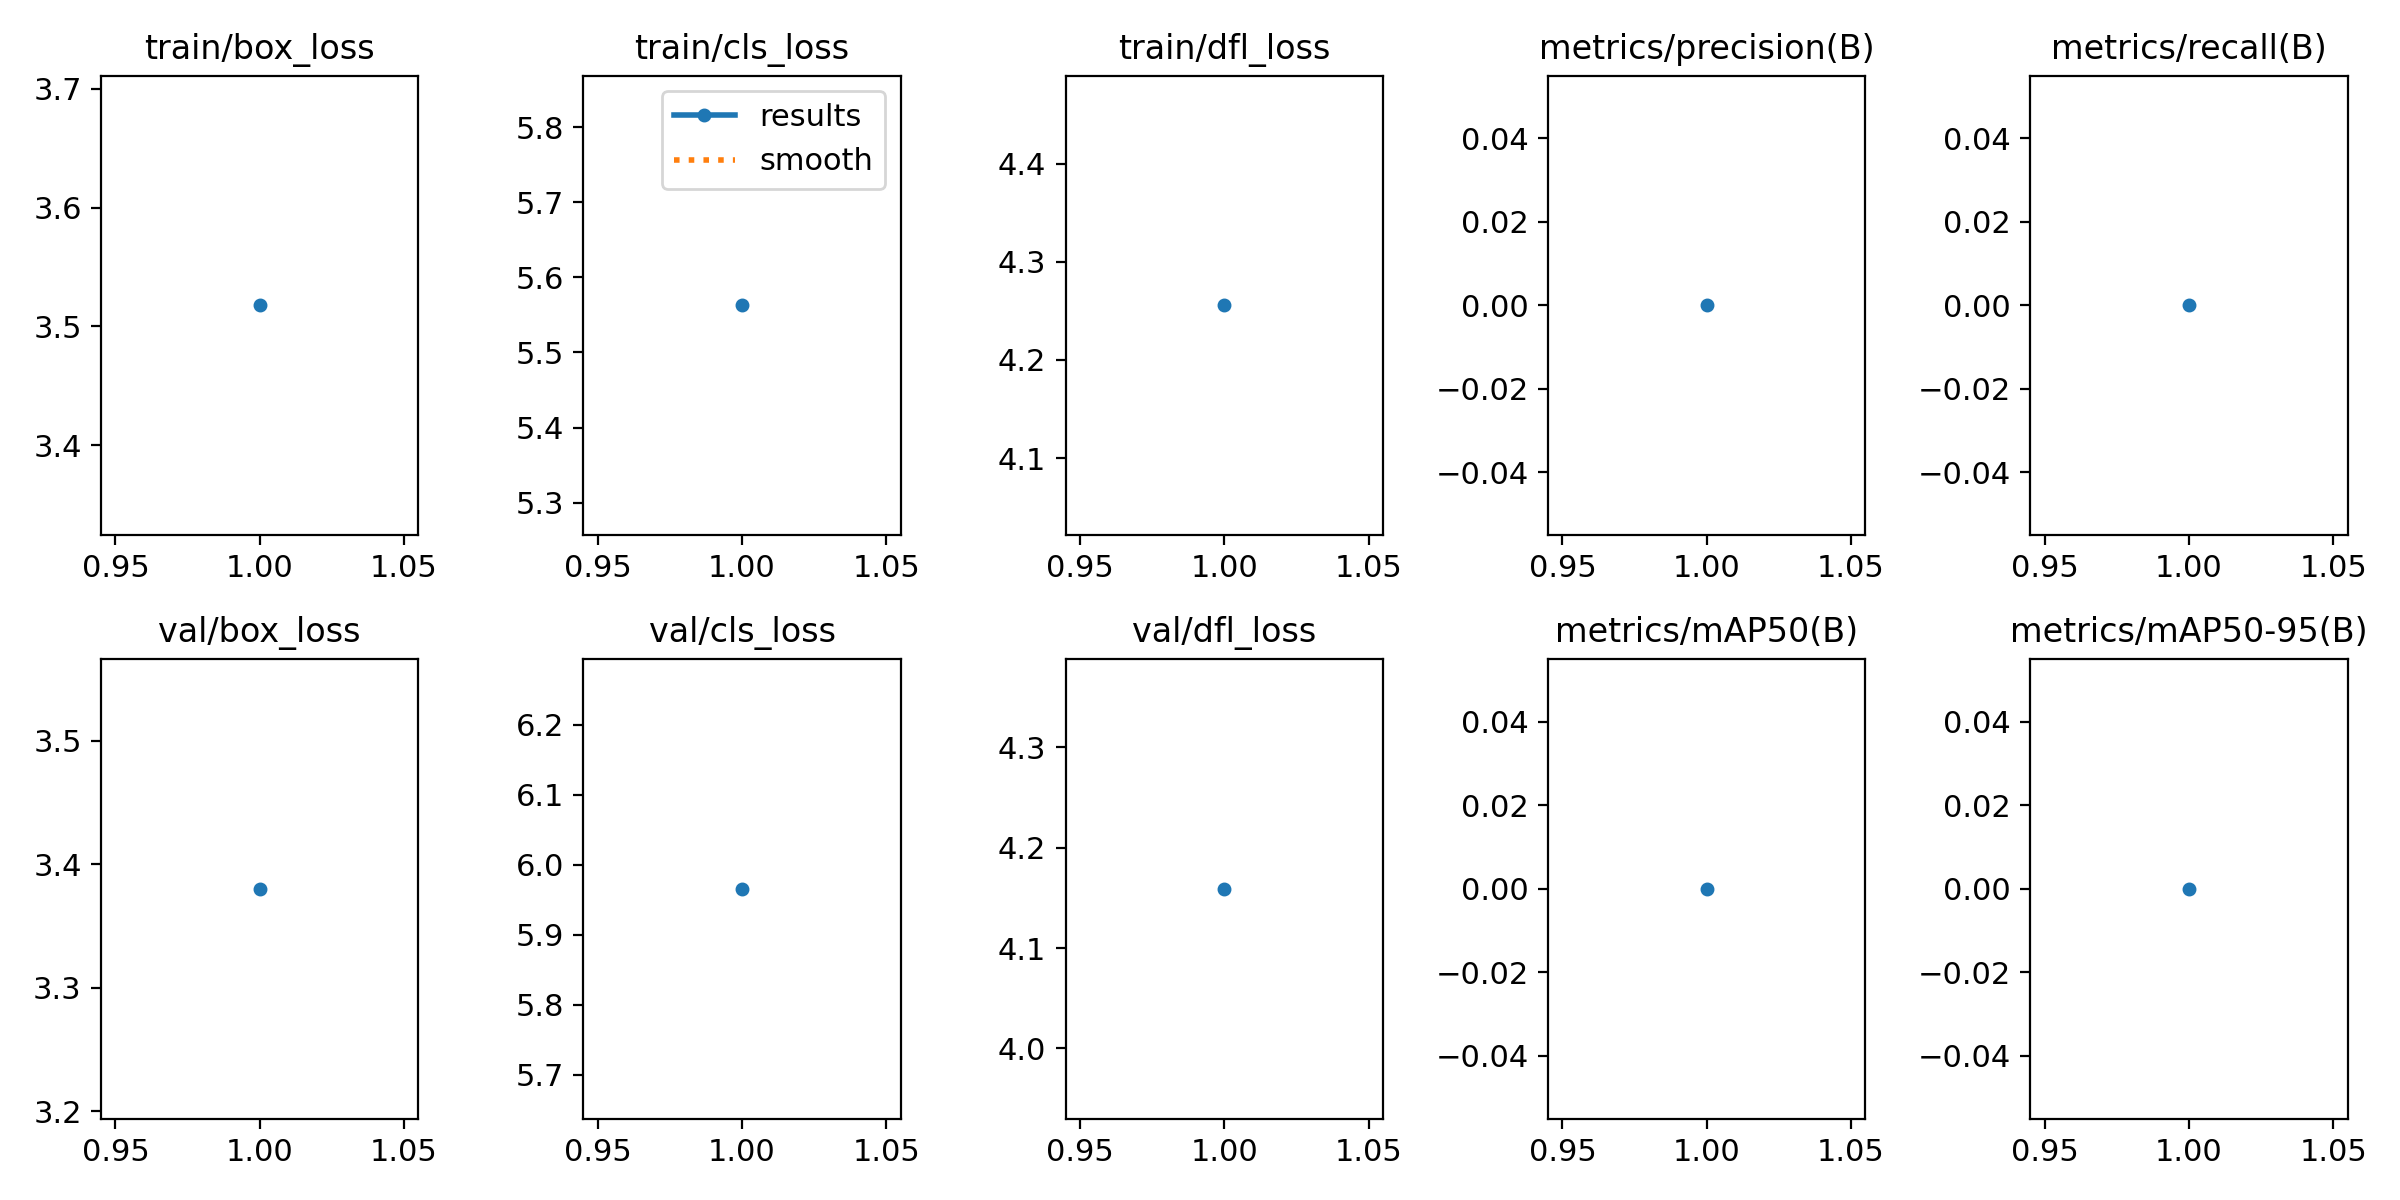 train/box_loss
train/cls_loss
train/dfl_loss
metrics/precision(B)
metrics/recall(B)
3.7
3.6
3.5
3.4
0.95 1.00 1.05
results
smooth
5.8
5.7
5.6
5.5
5.4
5.3
0.95 1.00 1.05
4.4
4.3
4.2
4.1
0.95 1.00 1.05
0.04
0.02
0.00
−0.02
−0.04
0.95 1.00 1.05
0.04
0.02
0.00
−0.02
−0.04
0.95 1.00 1.05
val/box_loss
val/cls_loss
val/dfl_loss
metrics/mAP50(B)
metrics/mAP50-95(B)
3.5
3.4
3.3
3.2
0.95 1.00 1.05
6.2
6.1
6.0
5.9
5.8
5.7
0.95 1.00 1.05
4.3
4.2
4.1
4.0
0.95 1.00 1.05
0.04
0.02
0.00
−0.02
−0.04
0.95 1.00 1.05
0.04
0.02
0.00
−0.02
−0.04
0.95 1.00 1.05